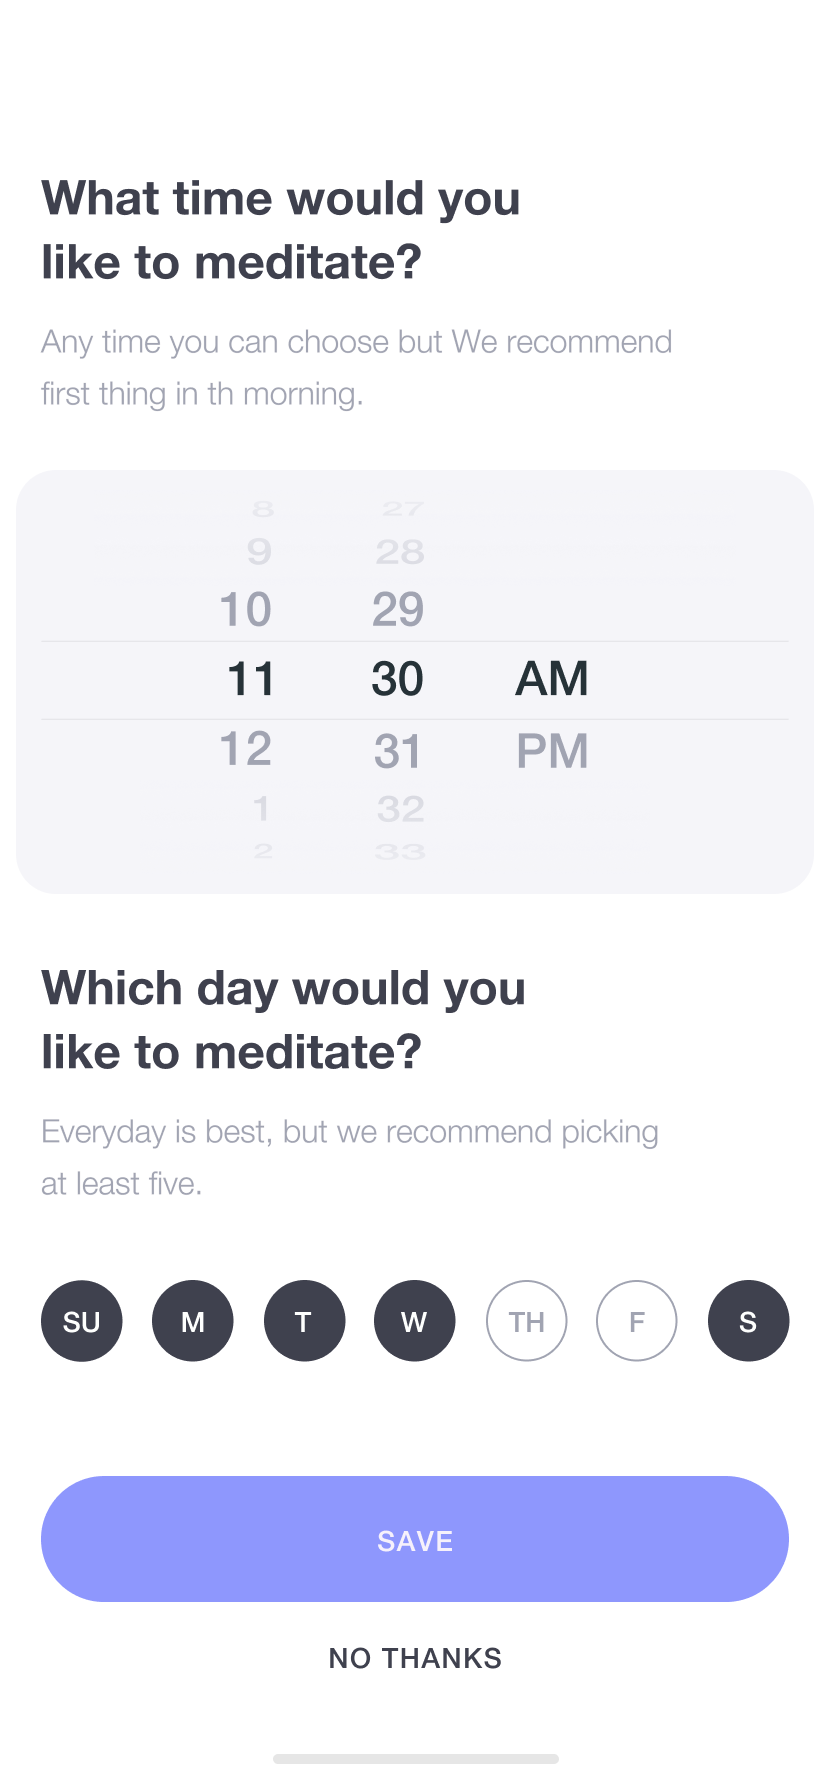 What time would you
like to meditate?
Any time you can choose but We recommend
first thing in th morning.
8 27
9 28
10 29
11 30 AM
12 31 PM
1 32
2 33
Which day would you
like to meditate?
Everyday is best, but we recommend picking
at least five.
SU M T W TH F S
SAVE
NO THANKS